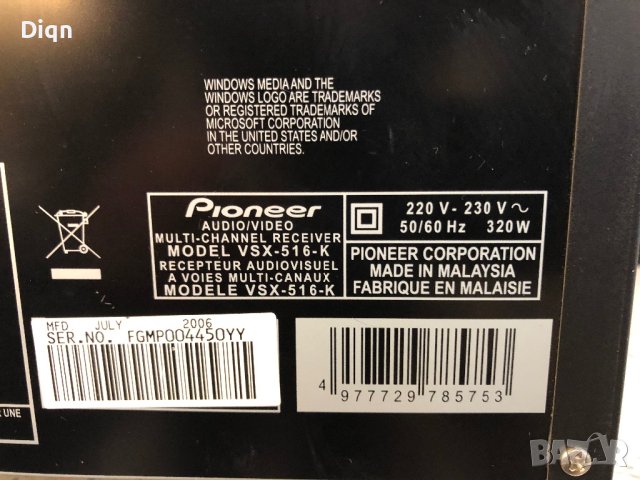 Diqn
WINDOWS MEDIA AND THE
WINDOWS LOGO ARE TRADEMARKS
OR REGISTERED TRADEMARKS OF
MICROSOFT CORPORATION
IN THE UNITED STATES AND/OR
OTHER COUNTRIES.
Pioneer
AUDIO/VIDEO
MULTI-CHANNEL RECEIVER
MODEL VSX-516-K
RECEPTEUR AUDIOVISUEL
A VOIES MULTI-CANAUX
MODELE VSX-516-K
220 V - 230 V ~
50/60 Hz 320W
PIONEER CORPORATION
MADE IN MALAYSIA
FABRIQUE EN MALAISIE
MFD. JULY 2006
SER.NO. FGMP004450YY
4 977729 785753
UNE
BAZAR